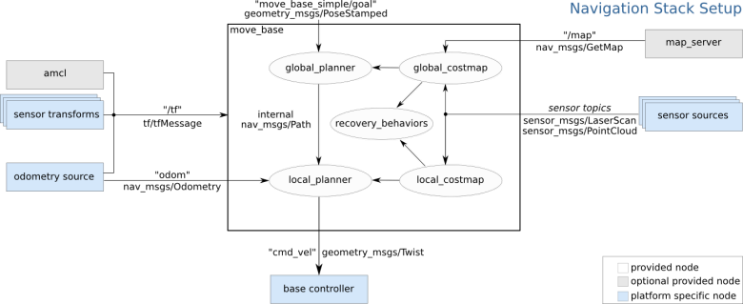 Navigation Stack Setup
"move_base_simple/goal"
geometry_msgs/PoseStamped
move_base
"/map"
nav_msgs/GetMap
map_server
global_planner
global_costmap
amcl
sensor transforms
"/tf"
tf/tfMessage
internal
nav_msgs/Path
recovery_behaviors
sensor topics
sensor_msgs/LaserScan
sensor_msgs/PointCloud
sensor sources
odometry source
"odom"
nav_msgs/Odometry
local_planner
local_costmap
"cmd_vel" geometry_msgs/Twist
base controller
provided node
optional provided node
platform specific node